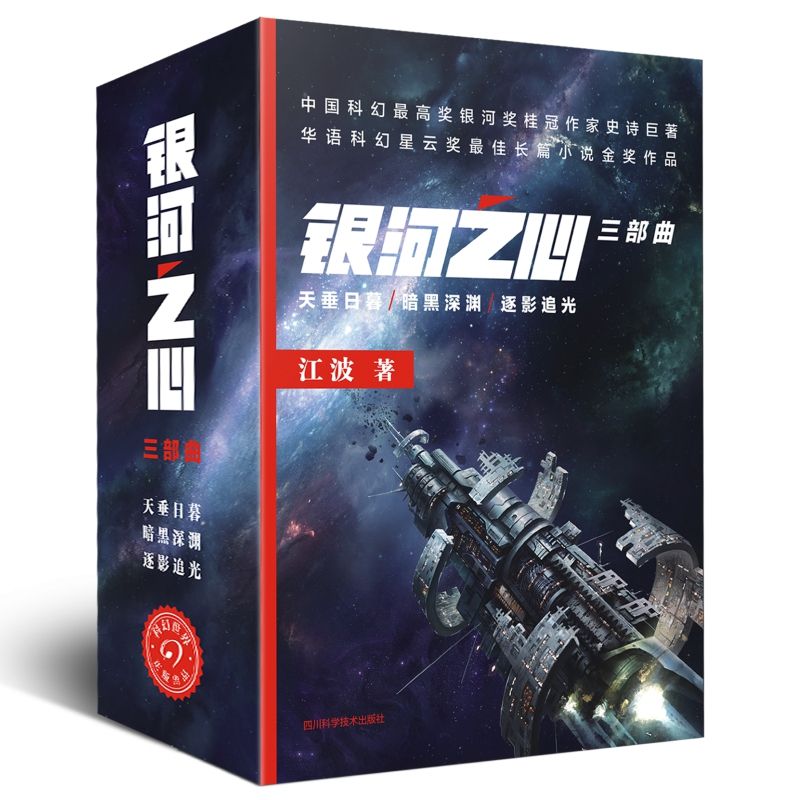 银河之心
三部曲
天垂日暮
暗黑深渊
逐影追光
科幻世界
中国科幻最高奖银河奖桂冠作家史诗巨著
华语科幻星云奖最佳长篇小说金奖作品
银河之心三部曲
天垂日暮/暗黑深渊/逐影追光
江波 著
四川科学技术出版社